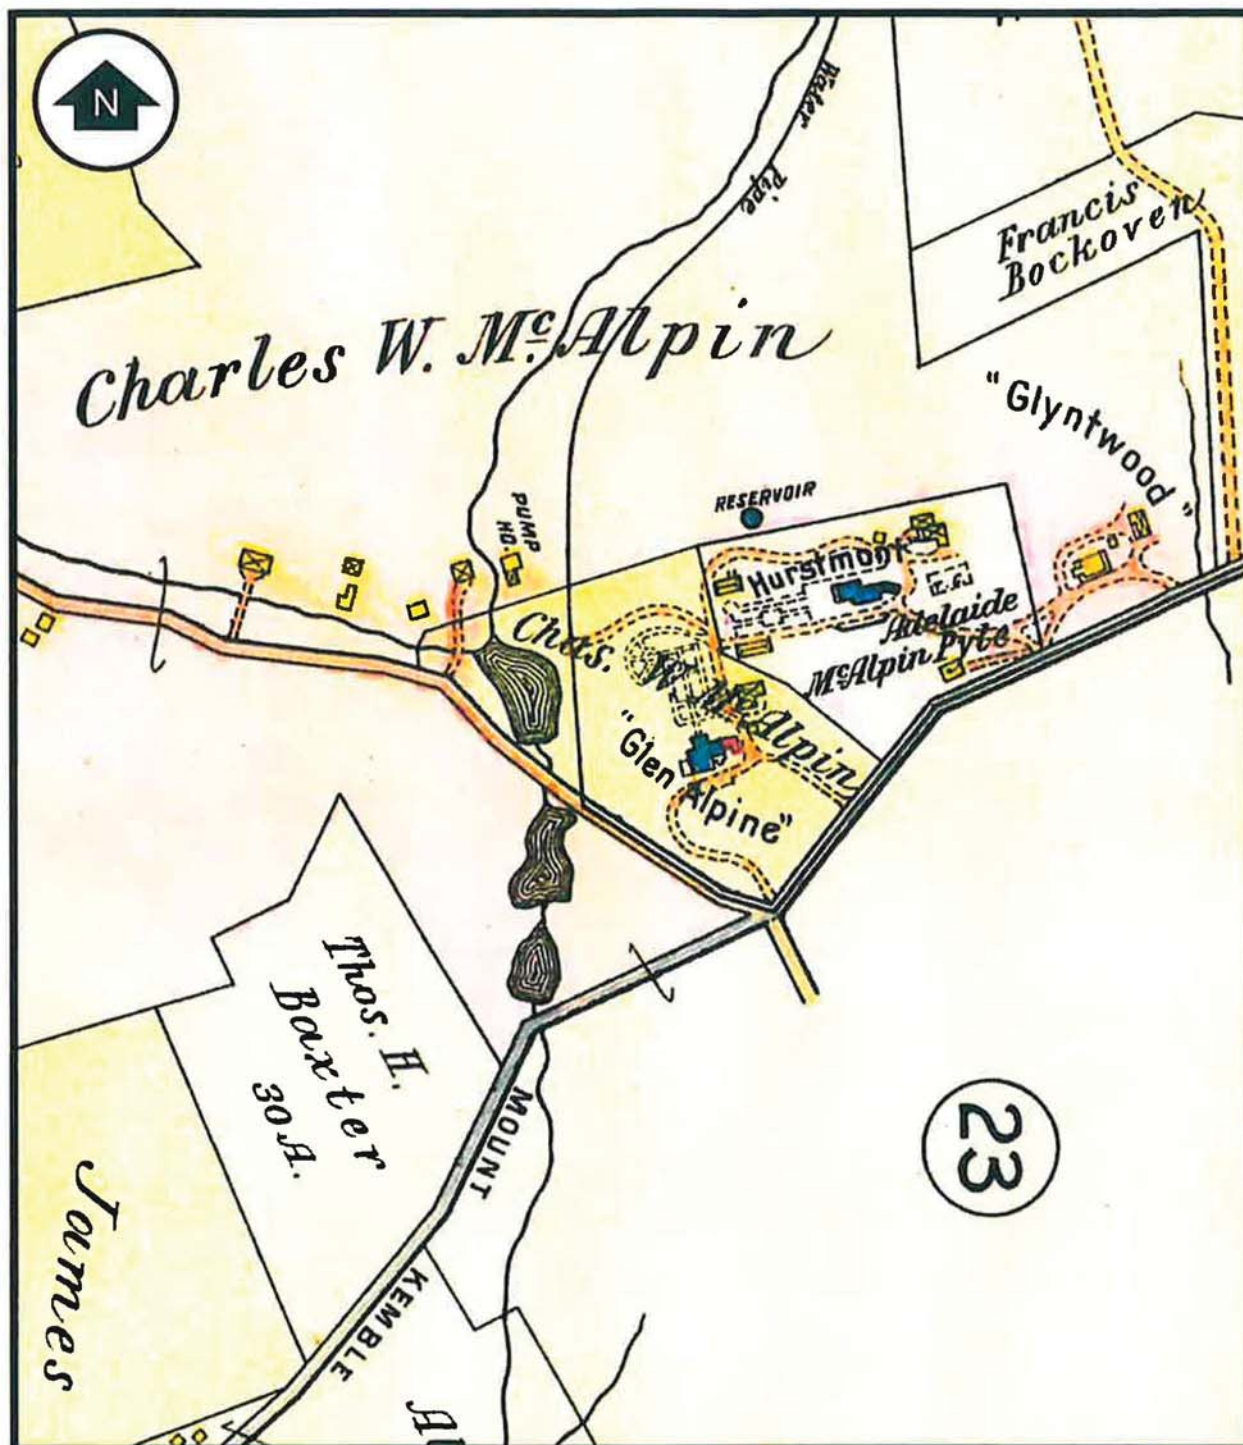 N
Water
Pipe
Francis
Bockoven
Charles W. McAlpin
"Glyntwood"
PUMP
HO.
RESERVOIR
Hurstmont
Adelaide
McAlpin Pyle
Chas. W. McAlpin
"Glen Alpine"
Thos. H.
Baxter
30 A.
23
MOUNT
KEMBLE
James